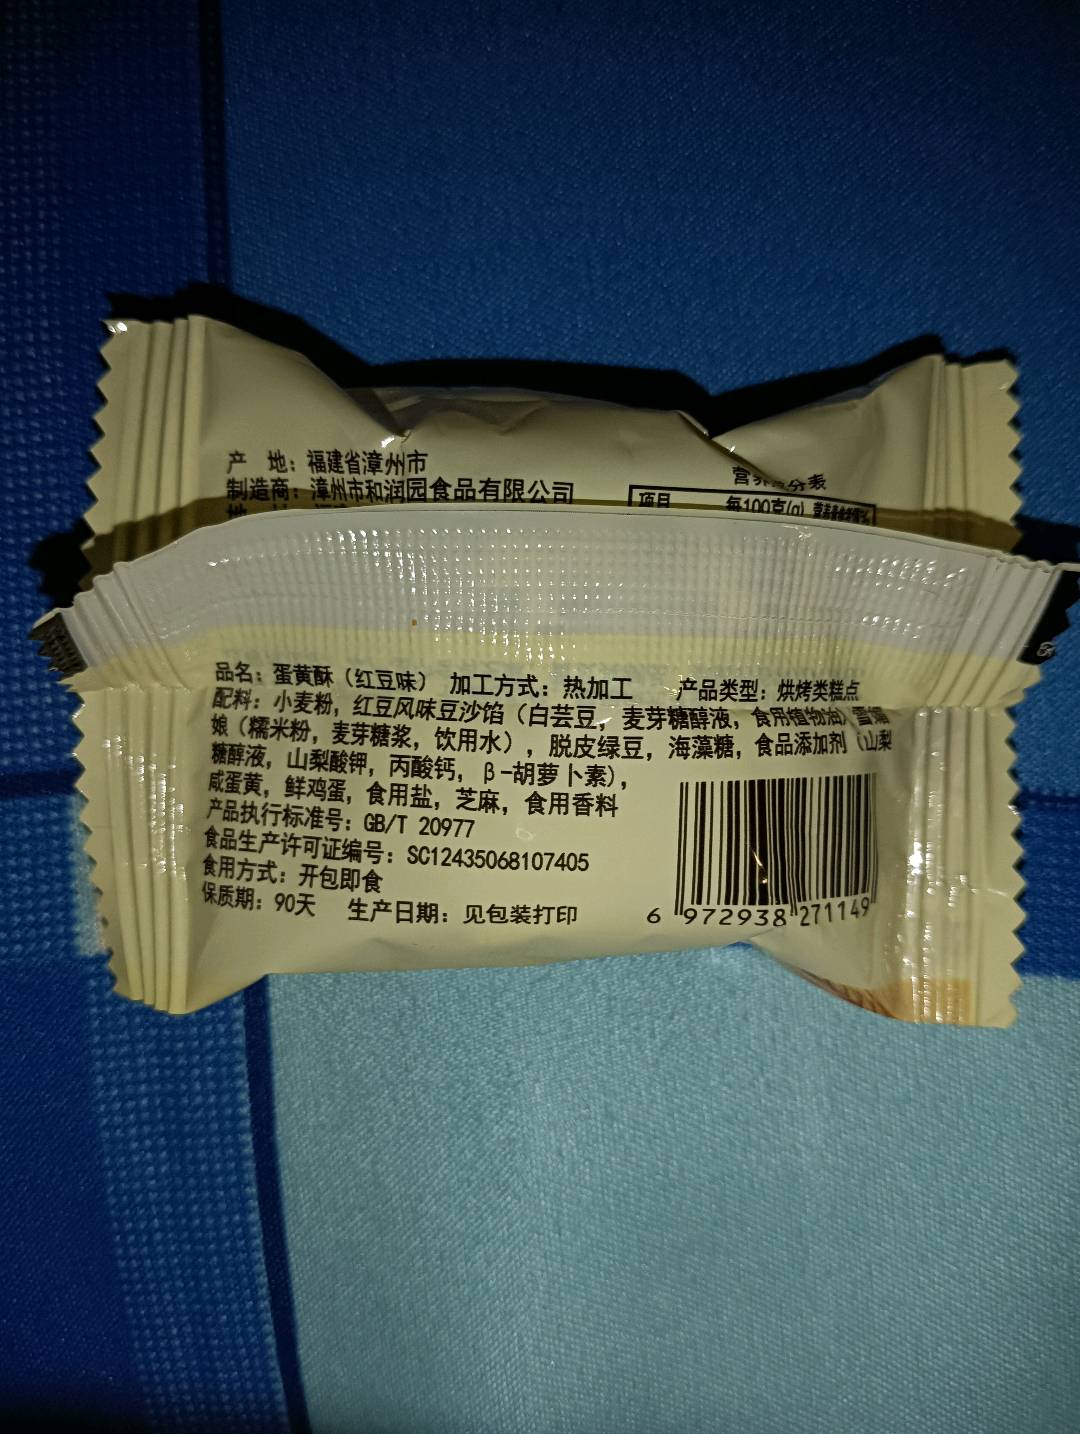 产 地：福建省漳州市
制造商：漳州市和润园食品有限公司
营养成分表
项目 每100克(g) 营养素参考值%
品名：蛋黄酥（红豆味） 加工方式：热加工 产品类型：烘烤类糕点
配料：小麦粉，红豆风味豆沙馅（白芸豆，麦芽糖醇液，食用植物油）雪媚
娘（糯米粉，麦芽糖浆，饮用水），脱皮绿豆，海藻糖，食品添加剂（山梨
糖醇液，山梨酸钾，丙酸钙，β-胡萝卜素），
咸蛋黄，鲜鸡蛋，食用盐，芝麻，食用香料
产品执行标准号：GB/T 20977
食品生产许可证编号：SC12435068107405
食用方式：开包即食
保质期：90天 生产日期：见包装打印
6 972938 271149